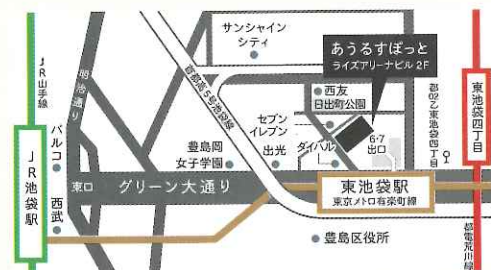 サンシャイン
シティ
あうるすぽっと
ライズアリーナビル 2F
JR山手線
明治通り
首都高5号池袋線
西友
日出町公園
セブン
イレブン
6・7
出口
都02乙東池袋四丁目
東池袋四丁目
パルコ
豊島岡
女子学園
出光
ダイバル
JR池袋駅
東口
グリーン大通り
東池袋駅
東京メトロ有楽町線
西武
豊島区役所
都電荒川線